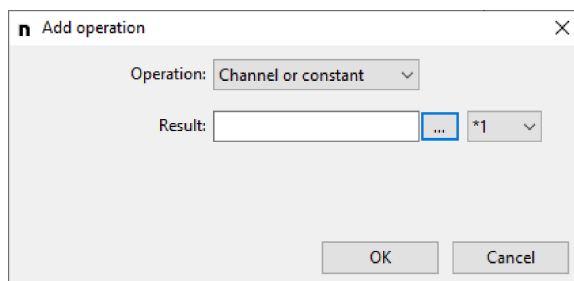 n Add operation
Operation: Channel or constant
Result: ... *1
OK Cancel